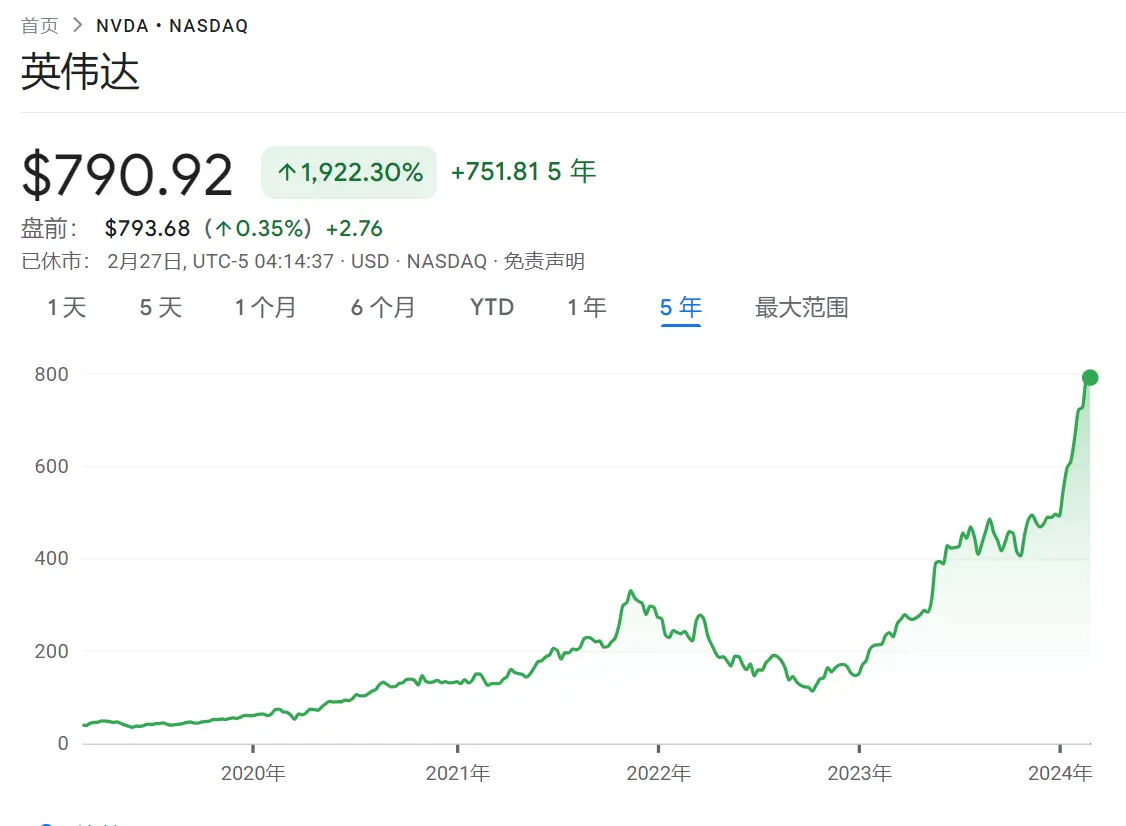 首页 > NVDA • NASDAQ
英伟达
$790.92 ↑1,922.30% +751.81 5 年
盘前： $793.68 (↑0.35%) +2.76
已休市： 2月27日, UTC-5 04:14:37 · USD · NASDAQ · 免责声明
1 天 5 天 1 个月 6 个月 YTD 1 年 5 年 最大范围
800
600
400
200
0
2020年 2021年 2022年 2023年 2024年